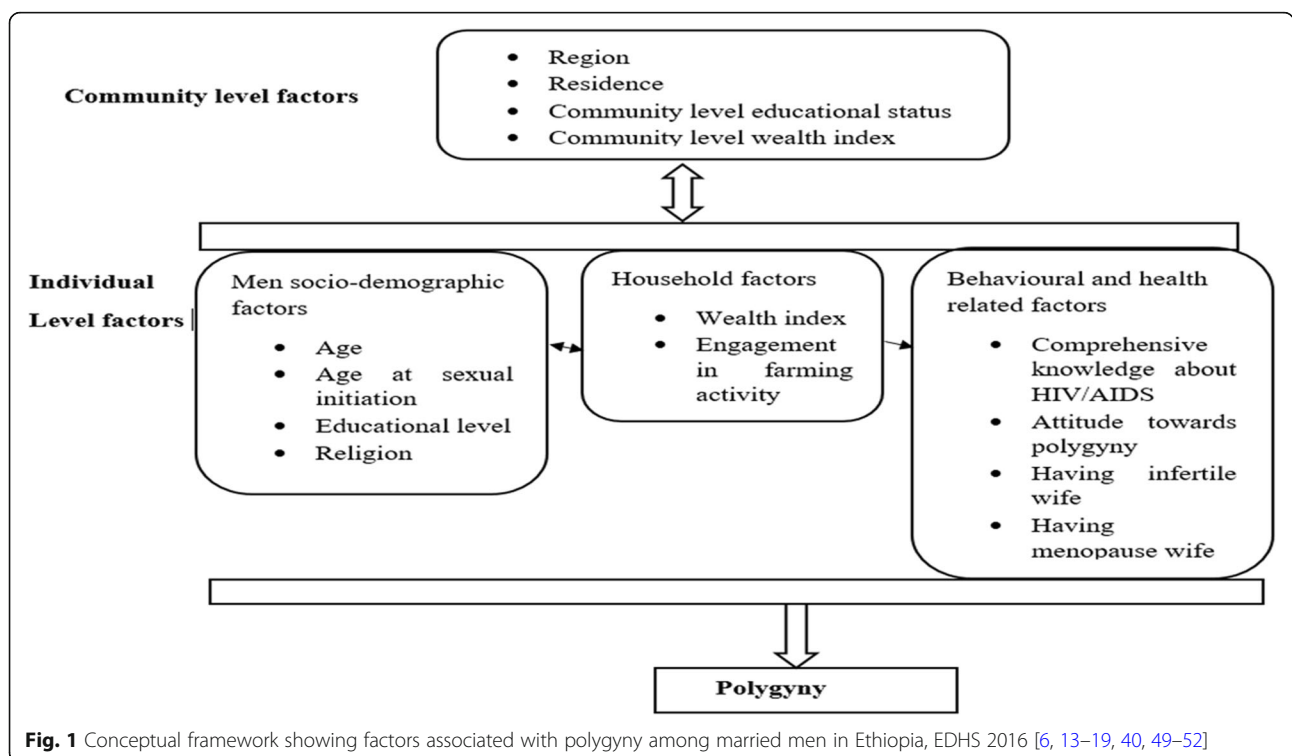 • Region
• Residence
• Community level educational status
• Community level wealth index
Community level factors
Individual
Level factors
Men socio-demographic
factors
• Age
• Age at sexual
initiation
• Educational level
• Religion
Household factors
• Wealth index
• Engagement
in farming
activity
Behavioural and health
related factors
• Comprehensive
knowledge about
HIV/AIDS
• Attitude towards
polygyny
• Having infertile
wife
• Having
menopause wife
Polygyny
Fig. 1 Conceptual framework showing factors associated with polygyny among married men in Ethiopia, EDHS 2016 [6, 13–19, 40, 49–52]